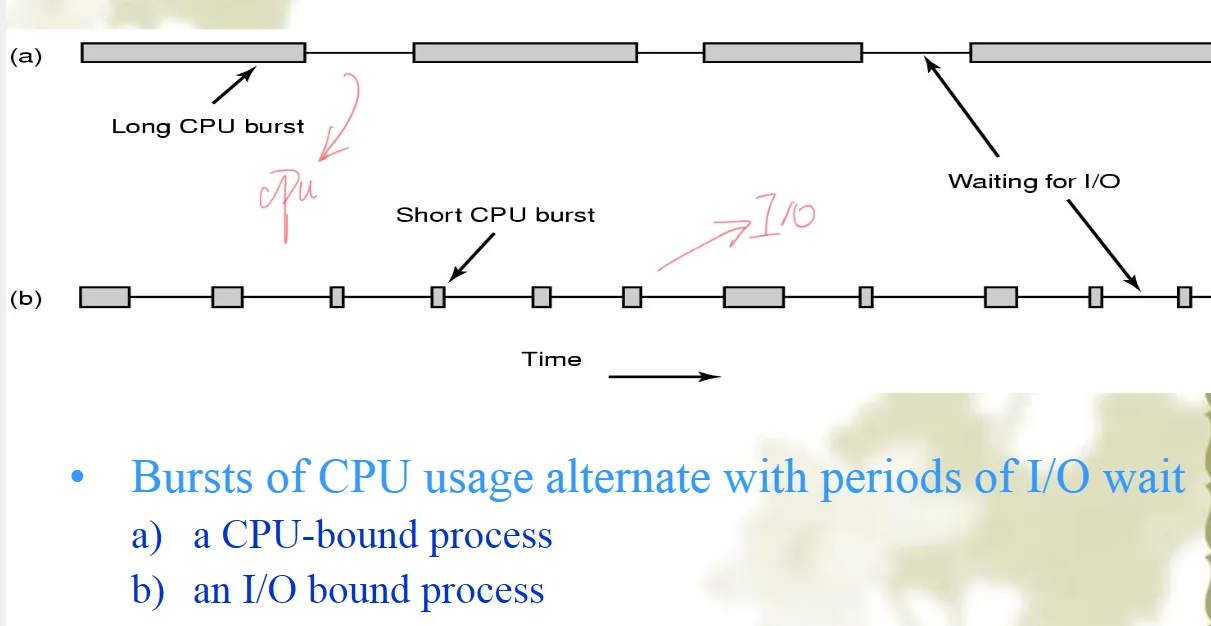 (a)
Long CPU burst
Waiting for I/O
cpu
Short CPU burst
I/O
(b)
Time
• Bursts of CPU usage alternate with periods of I/O wait
a) a CPU-bound process
b) an I/O bound process